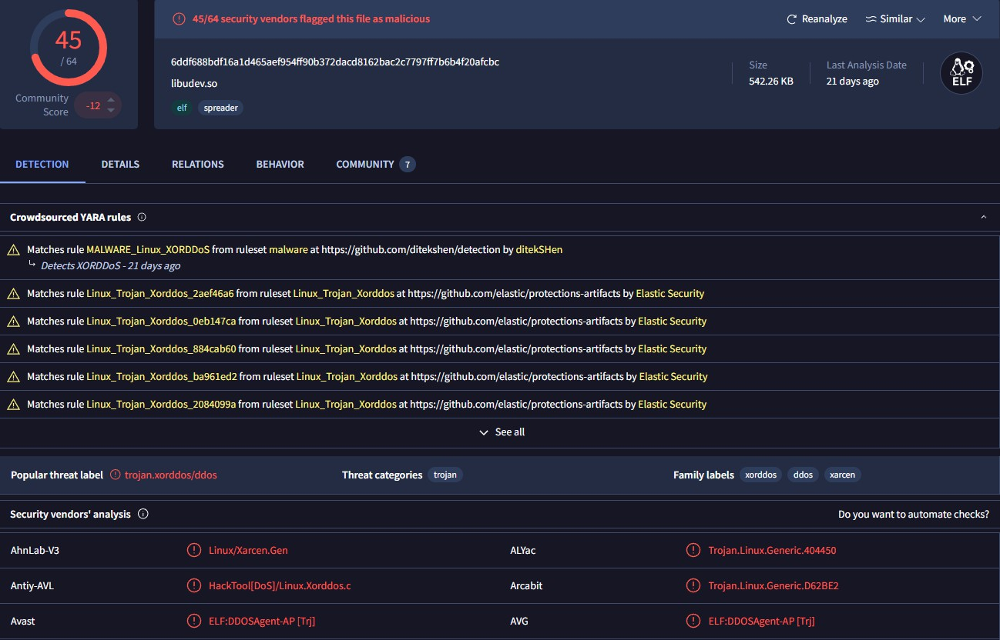 45
/ 64
Community
Score
-12
45/64 security vendors flagged this file as malicious
Reanalyze
Similar
More
6ddf688bdf16a1d465aef954ff90b372dacd8162bac2c7797ff7b6b4f20afcbc
libudev.so
elf
spreader
Size
542.26 KB
Last Analysis Date
21 days ago
ELF
DETECTION
DETAILS
RELATIONS
BEHAVIOR
COMMUNITY 7
Crowdsourced YARA rules
Matches rule MALWARE_Linux_XORDDoS from ruleset malware at https://github.com/ditekshen/detection by ditekSHen
Detects XORDDoS - 21 days ago
Matches rule Linux_Trojan_Xorddos_2aef46a6 from ruleset Linux_Trojan_Xorddos at https://github.com/elastic/protections-artifacts by Elastic Security
Matches rule Linux_Trojan_Xorddos_0eb147ca from ruleset Linux_Trojan_Xorddos at https://github.com/elastic/protections-artifacts by Elastic Security
Matches rule Linux_Trojan_Xorddos_884cab60 from ruleset Linux_Trojan_Xorddos at https://github.com/elastic/protections-artifacts by Elastic Security
Matches rule Linux_Trojan_Xorddos_ba961ed2 from ruleset Linux_Trojan_Xorddos at https://github.com/elastic/protections-artifacts by Elastic Security
Matches rule Linux_Trojan_Xorddos_2084099a from ruleset Linux_Trojan_Xorddos at https://github.com/elastic/protections-artifacts by Elastic Security
See all
Popular threat label trojan.xorddos/ddos
Threat categories trojan
Family labels xorddos ddos xarcen
Security vendors' analysis
Do you want to automate checks?
AhnLab-V3
Linux/Xarcen.Gen
ALYac
Trojan.Linux.Generic.404450
Antiy-AVL
HackTool[DoS]/Linux.Xorddos.c
Arcabit
Trojan.Linux.Generic.D62BE2
Avast
ELF:DDOSAgent-AP [Trj]
AVG
ELF:DDOSAgent-AP [Trj]